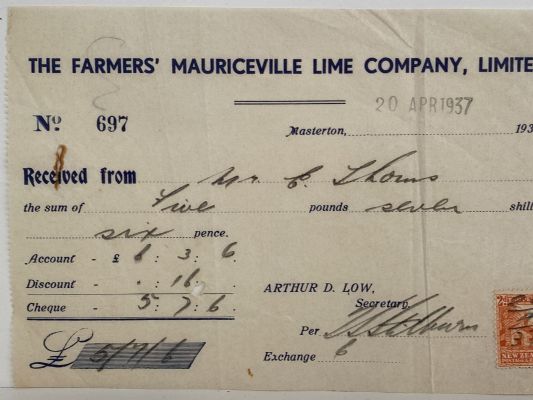 THE FARMERS' MAURICEVILLE LIME COMPANY, LIMITE
20 APR 1937
Nº 697 Masterton, 193
Received from Mr. E. Thoms
the sum of Five pounds seven shill
six pence.
Account - £ 6 : 3 : 6
Discount - . : 16 :
Cheque - 5 : 7 : 6
ARTHUR D. LOW,
Secretary.
Per
£ 5/7/6
Exchange 6
NEW ZEA